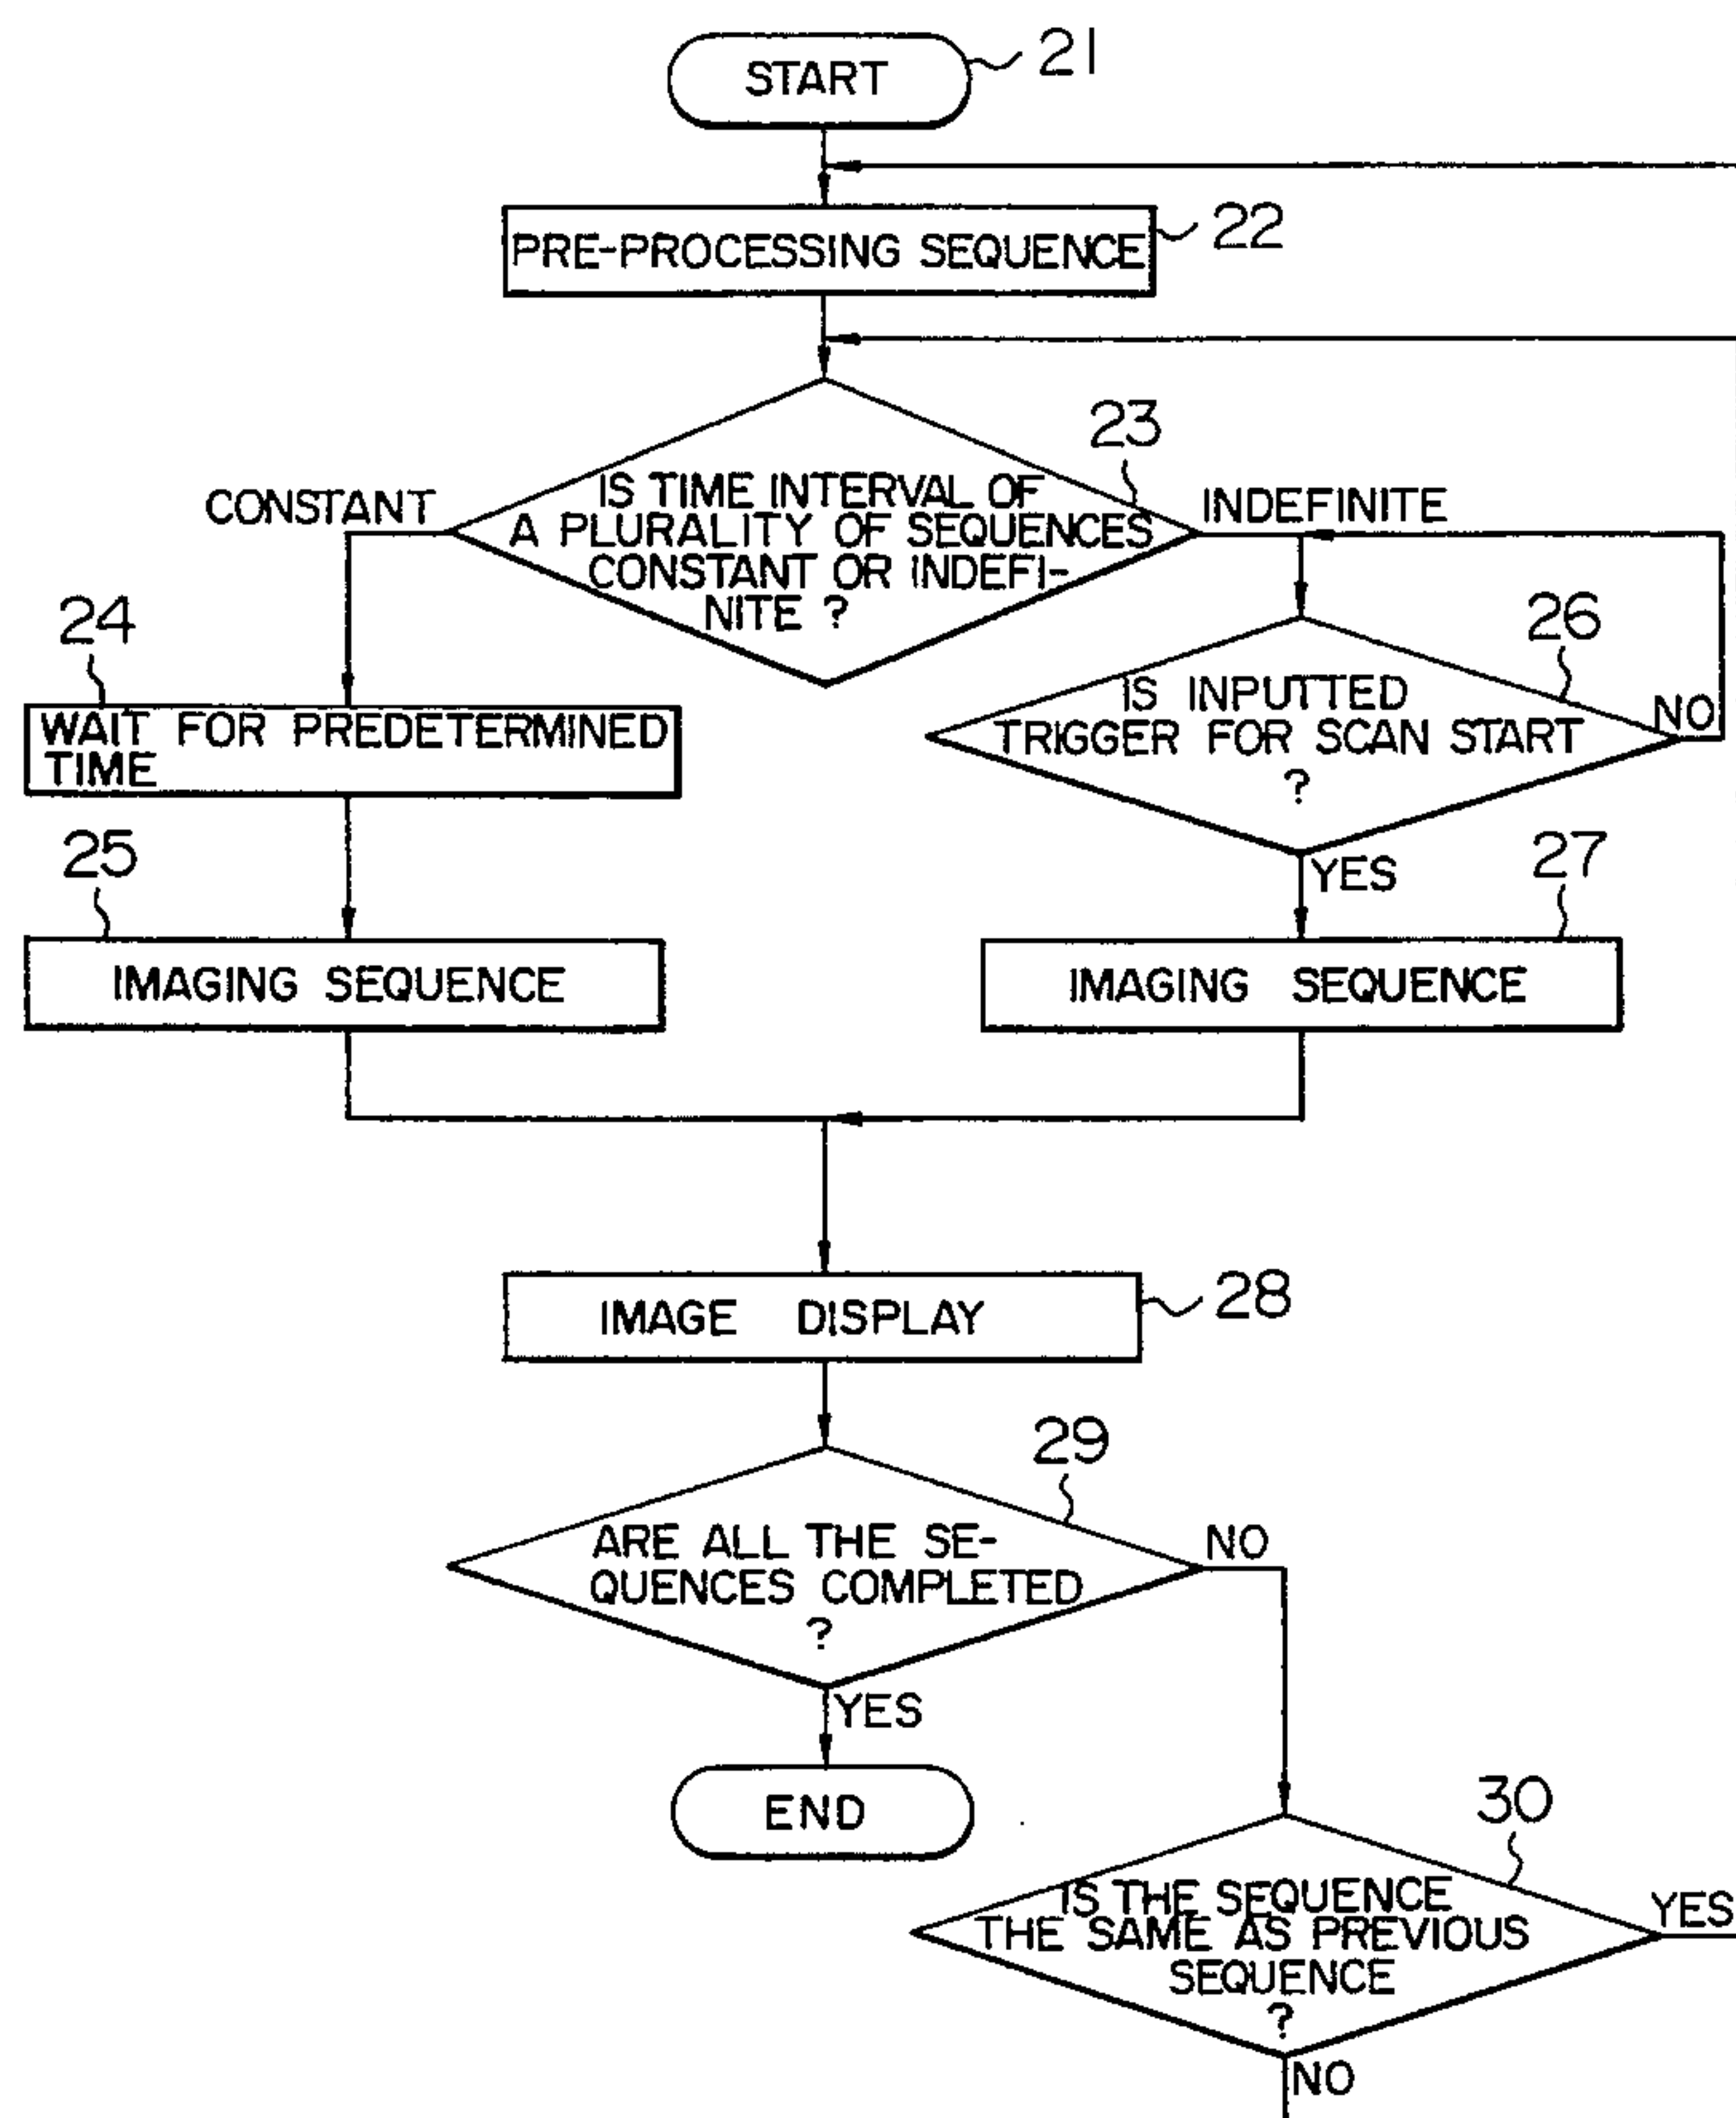 START
21
PRE-PROCESSING SEQUENCE
22
23
IS TIME INTERVAL OF
A PLURALITY OF SEQUENCES
CONSTANT OR INDEFI-
NITE ?
CONSTANT
INDEFINITE
24
WAIT FOR PREDETERMINED
TIME
26
IS INPUTTED
TRIGGER FOR SCAN START
?
NO
YES
25
IMAGING SEQUENCE
27
IMAGING SEQUENCE
IMAGE DISPLAY
28
29
ARE ALL THE SE-
QUENCES COMPLETED
?
NO
YES
END
30
IS THE SEQUENCE
THE SAME AS PREVIOUS
SEQUENCE
?
YES
NO